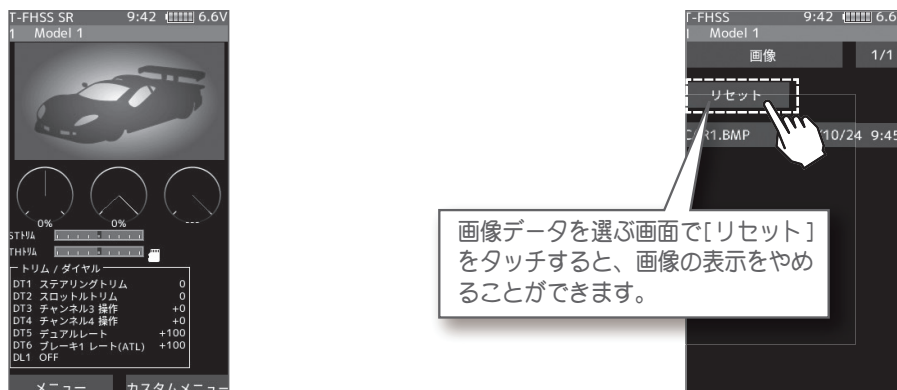 T-FHSS SR 9:42 6.6V
1 Model 1
0% 0% ---
STトリム
THトリム
トリム / ダイヤル
DT1 ステアリングトリム 0
DT2 スロットルトリム 0
DT3 チャンネル3 操作 +0
DT4 チャンネル4 操作 +0
DT5 デュアルレート +100
DT6 ブレーキ1 レート(ATL) +100
DL1 OFF
メニュー カスタムメニュー
T-FHSS 9:42 6.6
1 Model 1
画像 1/1
リセット
/10/24 9:45
画像データを選ぶ画面で[リセット]
をタッチすると、画像の表示をやめ
ることができます。